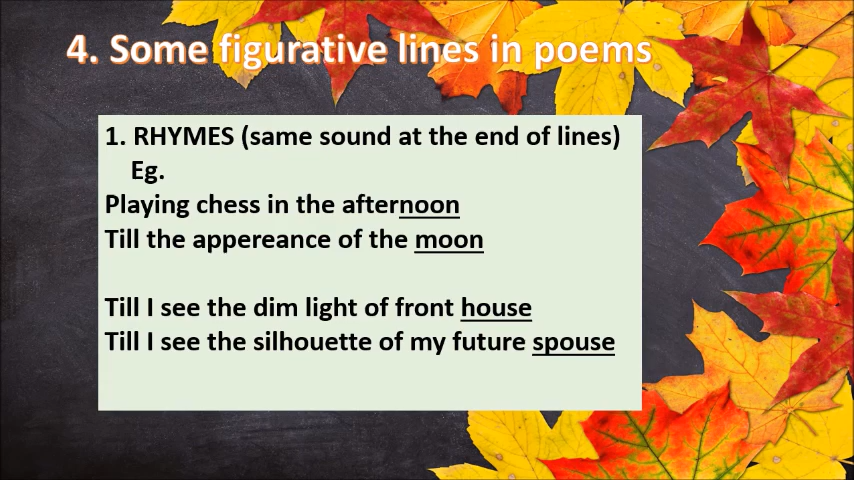 4. Some figurative lines in poems
1. RHYMES (same sound at the end of lines)
Eg.
Playing chess in the afternoon
Till the appereance of the moon
Till I see the dim light of front house
Till I see the silhouette of my future spouse